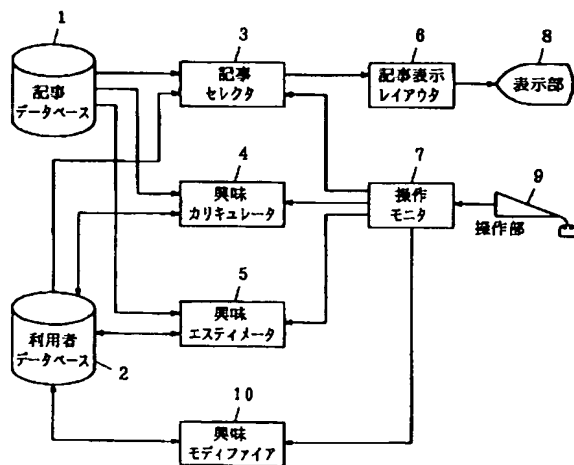 1
記事
データベース
3
記事
セレクタ
6
記事表示
レイアウタ
8
表示部
4
興味
カリキュレータ
7
操作
モニタ
9
操作部
5
興味
エスティメータ
利用者
データベース
2
10
興味
モディファイア